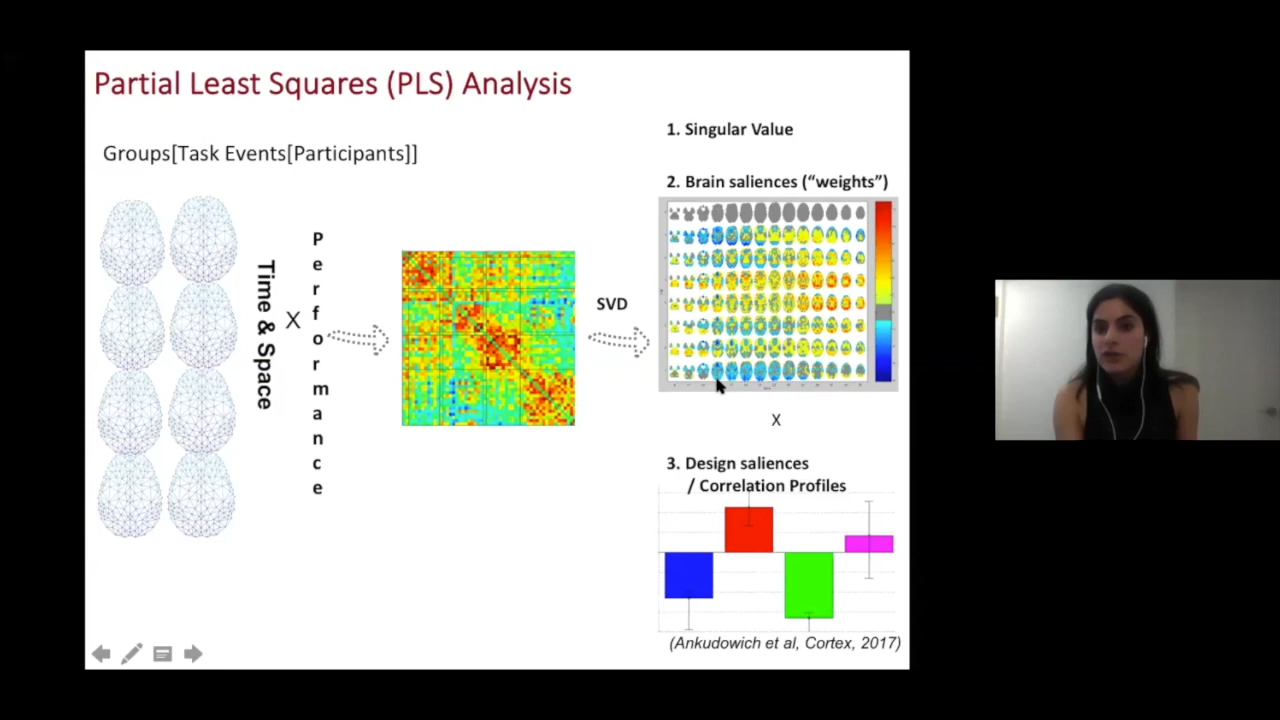 Partial Least Squares (PLS) Analysis
Groups[Task Events[Participants]]
Time & Space
X
Performance
SVD
1. Singular Value
2. Brain saliences (“weights”)
X
3. Design saliences
/ Correlation Profiles
(Ankudowich et al, Cortex, 2017)